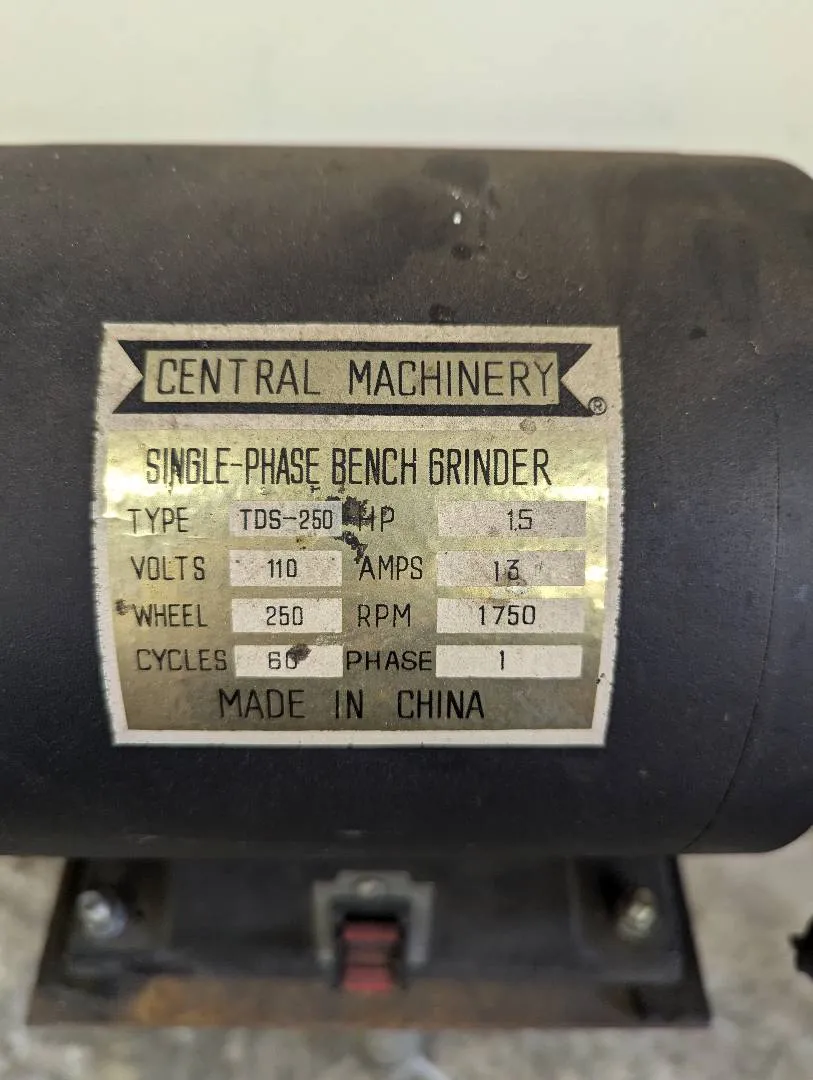 CENTRAL MACHINERY
®
SINGLE-PHASE BENCH GRINDER
TYPE TDS-250 HP 1.5
VOLTS 110 AMPS 13
WHEEL 250 RPM 1750
CYCLES 60 PHASE 1
MADE IN CHINA